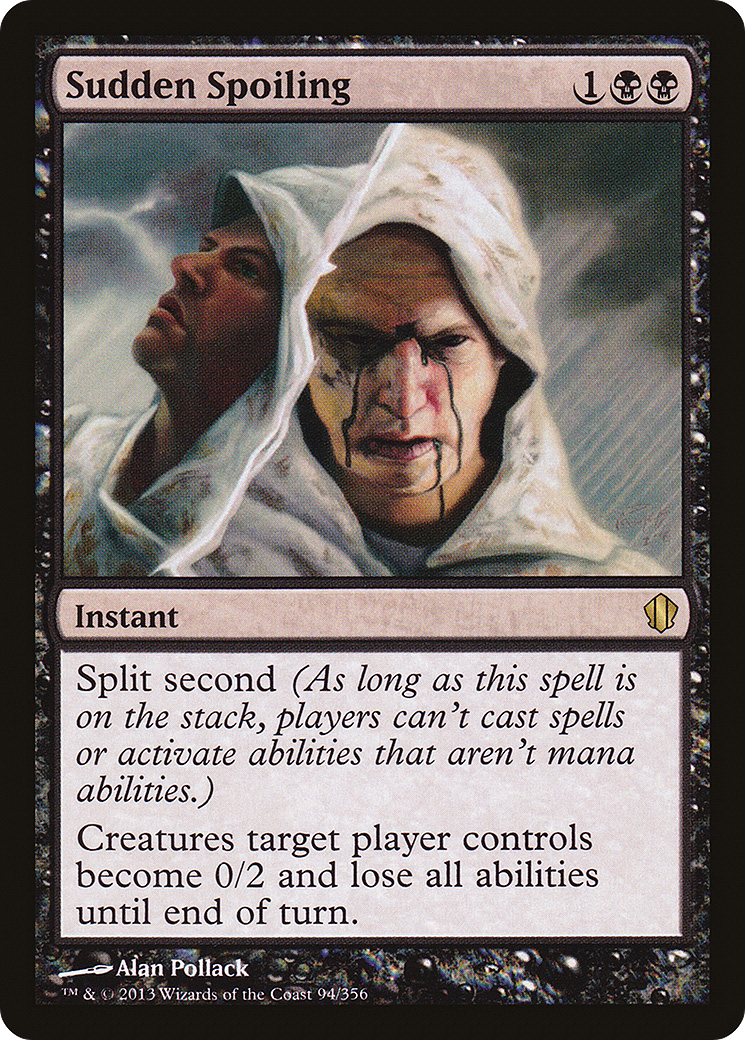 Sudden Spoiling 1
Instant
Split second (As long as this spell is
on the stack, players can't cast spells
or activate abilities that aren't mana
abilities.)
Creatures target player controls
become 0/2 and lose all abilities
until end of turn.
Alan Pollack
™ & © 2013 Wizards of the Coast 94/356